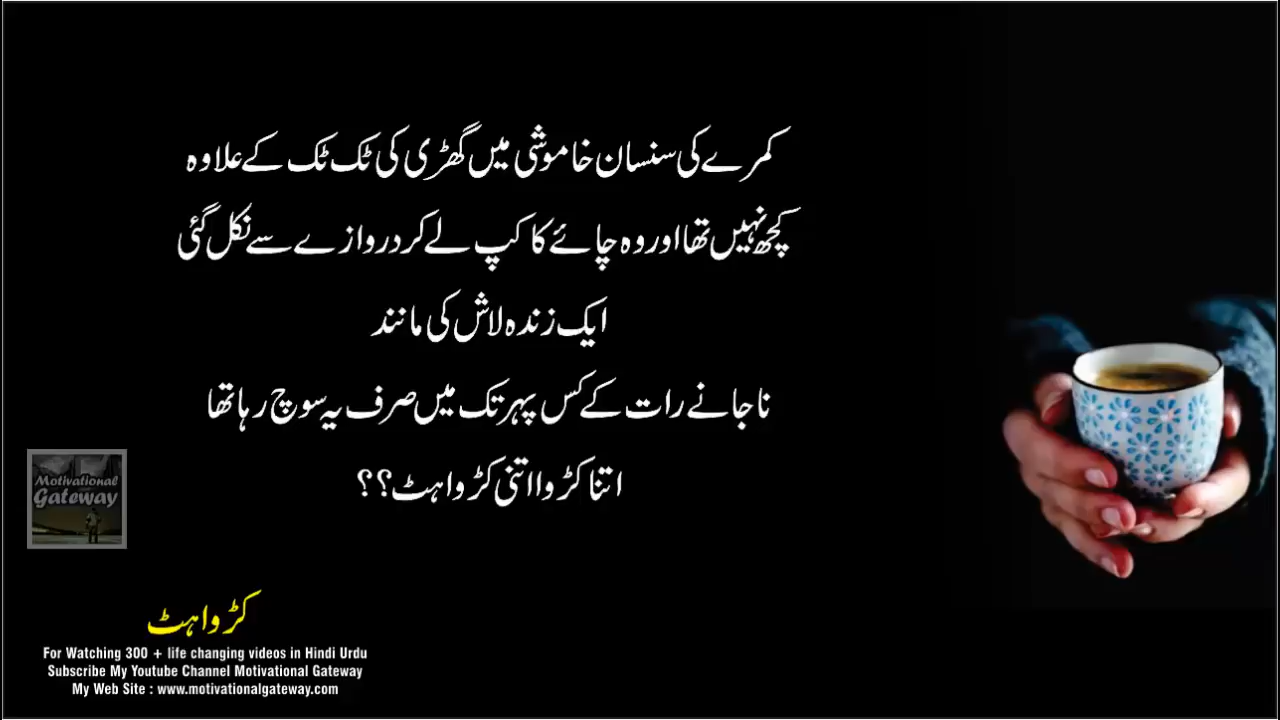 کمرے کی سنسان خاموشی میں گھڑی کی ٹک ٹک کے علاوہ
کچھ نہیں تھا اور وہ چائے کا کپ لے کر دروازے سے نکل گئی
ایک زندہ لاش کی مانند
نا جانے رات کے کس پہر تک میں صرف یہ سوچ رہا تھا
اتنا کڑوا اتنی کڑواہٹ؟؟
Motivational
Gateway
کڑواہٹ
For Watching 300 + life changing videos in Hindi Urdu
Subscribe My Youtube Channel Motivational Gateway
My Web Site : www.motivationalgateway.com